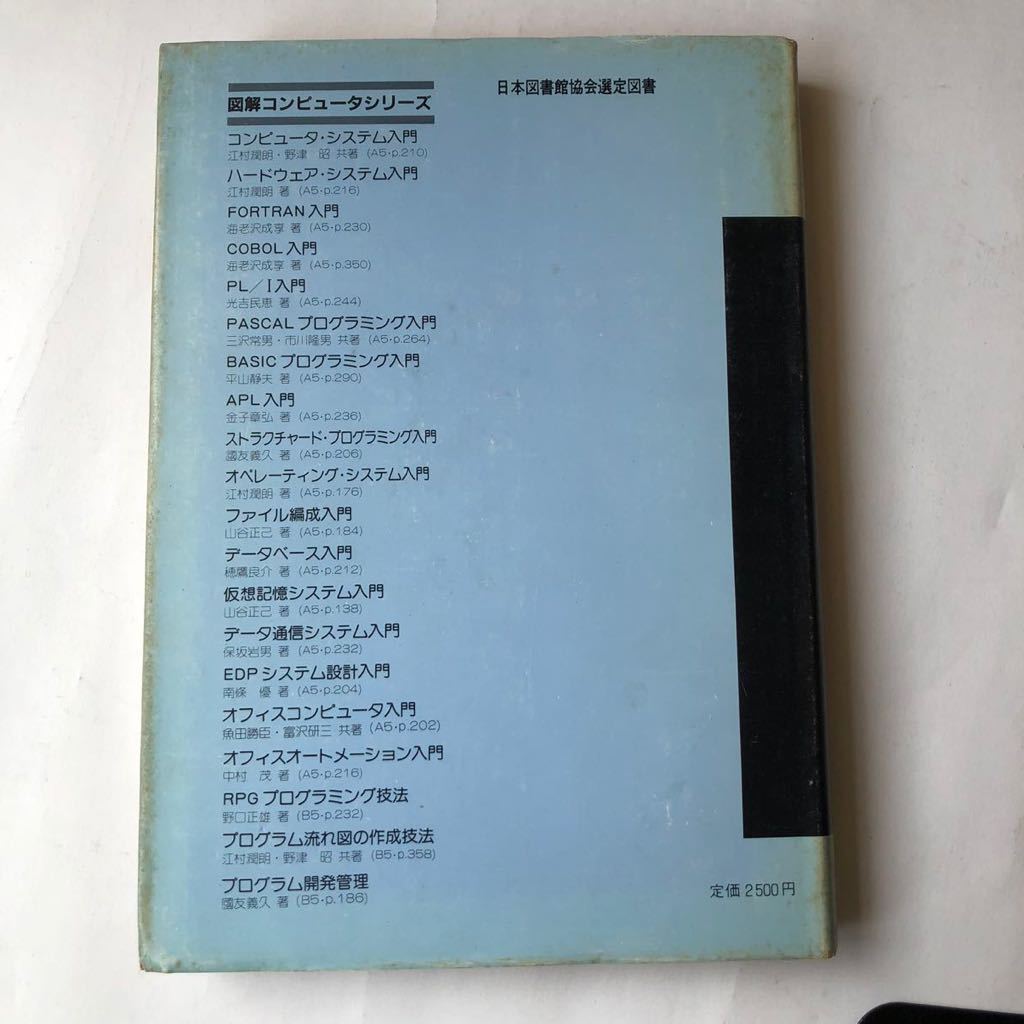 日本図書館協会選定図書
図解コンピュータシリーズ
コンピュータ・システム入門
江村潤朗・野津 昭 共著 (A5・p.210)
ハードウェア・システム入門
江村潤朗 著 (A5・p.216)
FORTRAN入門
海老沢成享 著 (A5・p.230)
COBOL入門
海老沢成享 著 (A5・p.350)
PL/I入門
光吉民恵 著 (A5・p.244)
PASCALプログラミング入門
三沢常男・市川隆男 共著 (A5・p.264)
BASICプログラミング入門
平山静夫 著 (A5・p.290)
APL入門
金子章弘 著 (A5・p.236)
ストラクチャード・プログラミング入門
國友義久 著 (A5・p.206)
オペレーティング・システム入門
江村潤朗 著 (A5・p.176)
ファイル編成入門
山谷正己 著 (A5・p.184)
データベース入門
穂鷹良介 著 (A5・p.212)
仮想記憶システム入門
山谷正己 著 (A5・p.138)
データ通信システム入門
保坂岩男 著 (A5・p.232)
EDPシステム設計入門
南條 優 著 (A5・p.204)
オフィスコンピュータ入門
魚田勝臣・富沢研三 共著 (A5・p.202)
オフィスオートメーション入門
中村 茂 著 (A5・p.216)
RPGプログラミング技法
野口正雄 著 (B5・p.232)
プログラム流れ図の作成技法
江村潤朗・野津 昭 共著 (B5・p.358)
プログラム開発管理
國友義久 著 (B5・p.186)
定価2500円